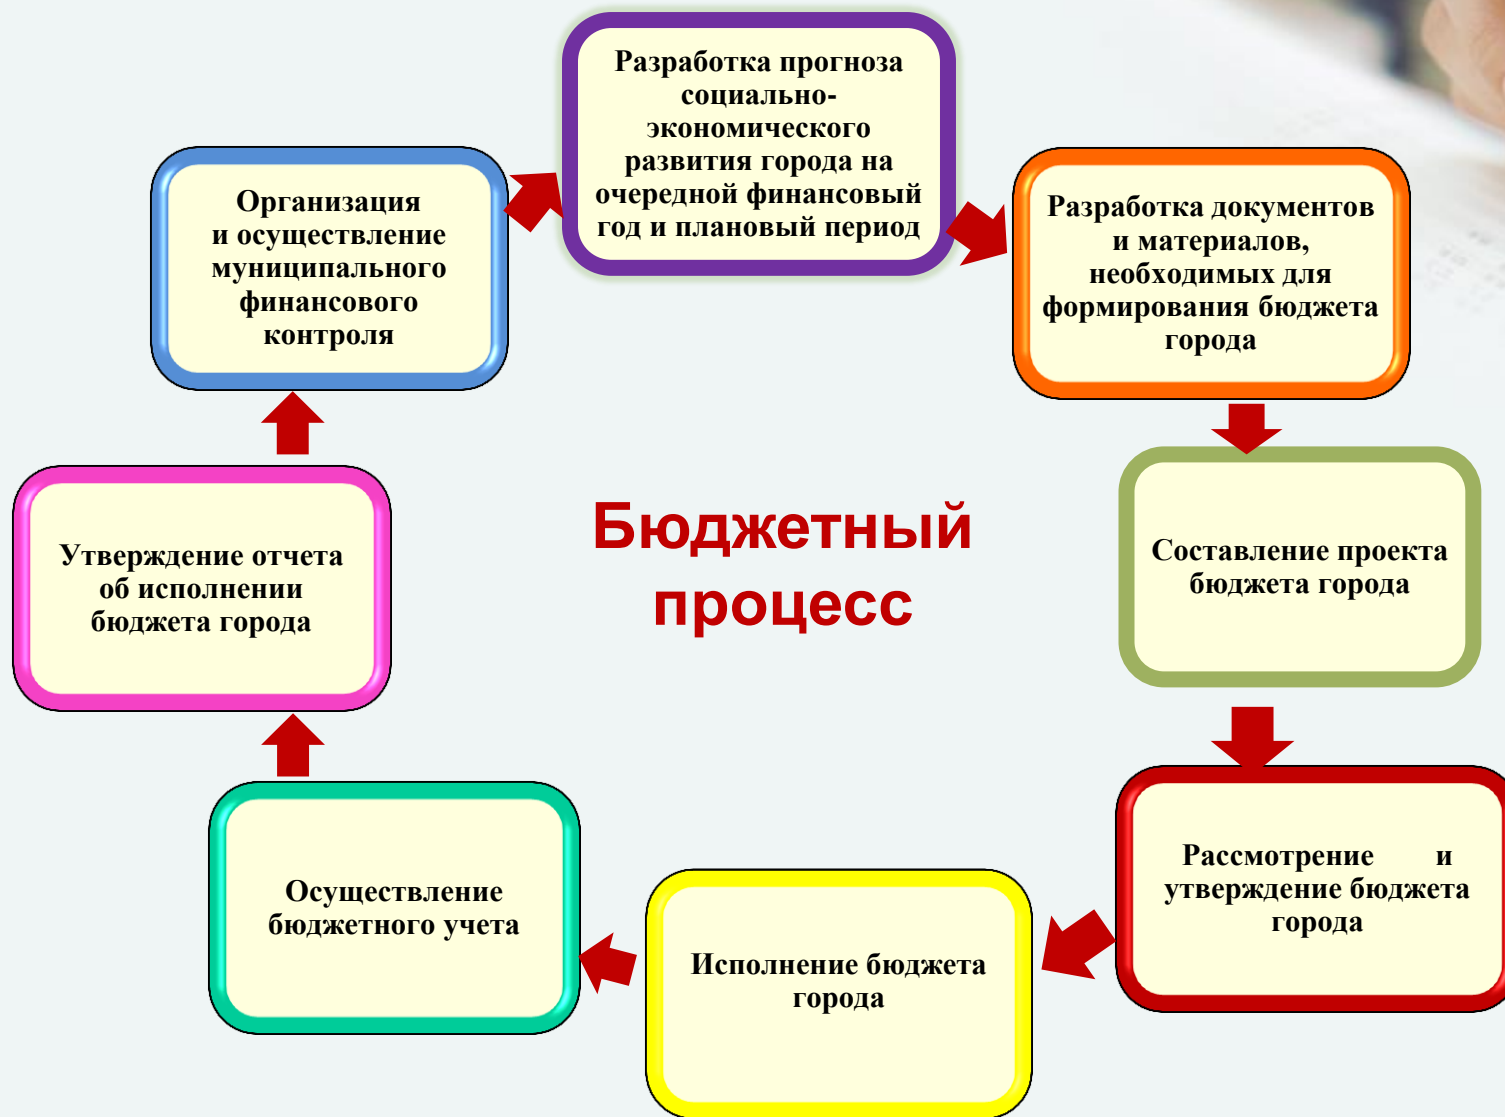 Разработка прогноза
социально-
экономического
развития города на
очередной финансовый
год и плановый период
Разработка документов
и материалов,
необходимых для
формирования бюджета
города
Составление проекта
бюджета города
Рассмотрение и
утверждение бюджета
города
Исполнение бюджета
города
Осуществление
бюджетного учета
Утверждение отчета
об исполнении
бюджета города
Организация
и осуществление
муниципального
финансового
контроля
Бюджетный
процесс